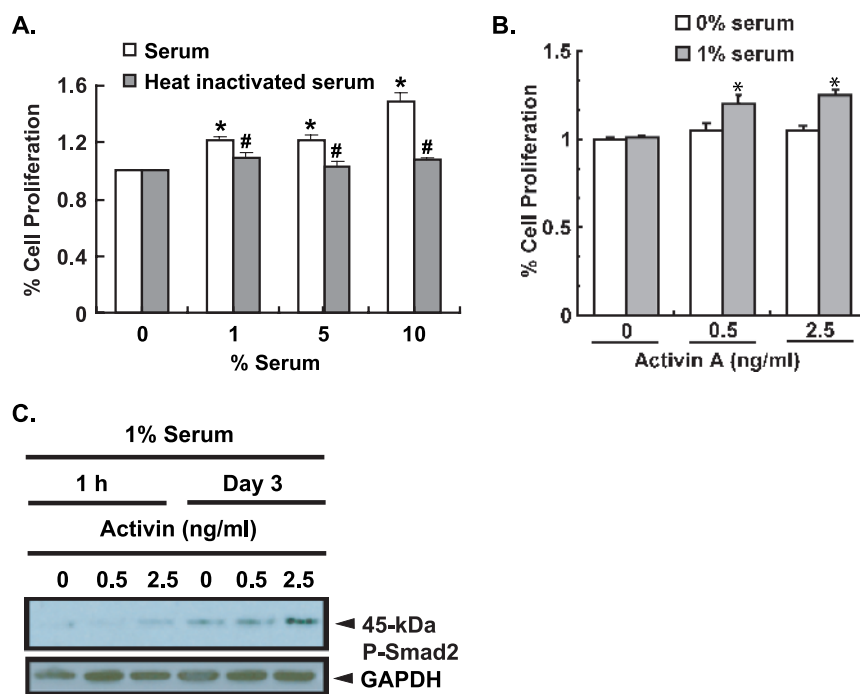 A.
Serum
Heat inactivated serum
% Cell Proliferation
1.6
1.2
0.8
0.4
0
*
*
#
*
#
#
0 1 5 10
% Serum
B.
0% serum
1% serum
% Cell Proliferation
1.5
1
0.5
0
*
*
0 0.5 2.5
Activin A (ng/ml)
C.
1% Serum
1 h Day 3
Activin (ng/ml)
0 0.5 2.5 0 0.5 2.5
45-kDa
P-Smad2
GAPDH